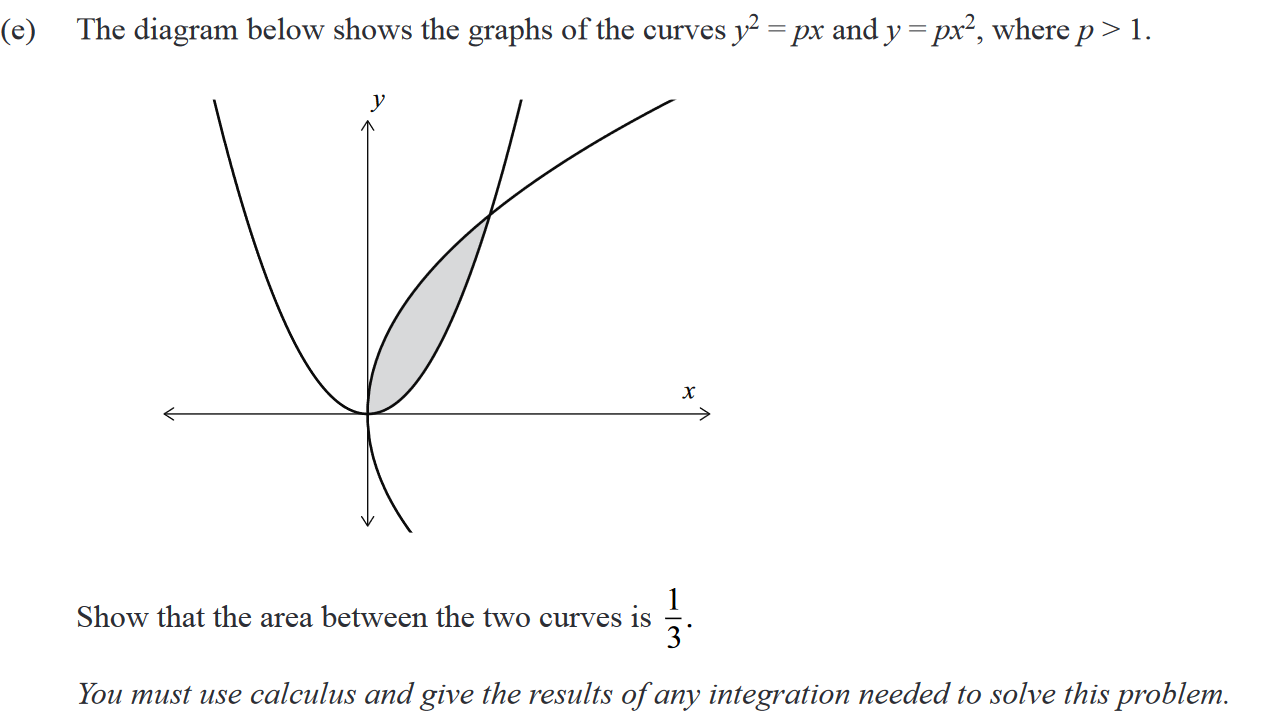 (e) The diagram below shows the graphs of the curves y² = px and y = px², where p > 1.
y
x
Show that the area between the two curves is 1/3.
You must use calculus and give the results of any integration needed to solve this problem.